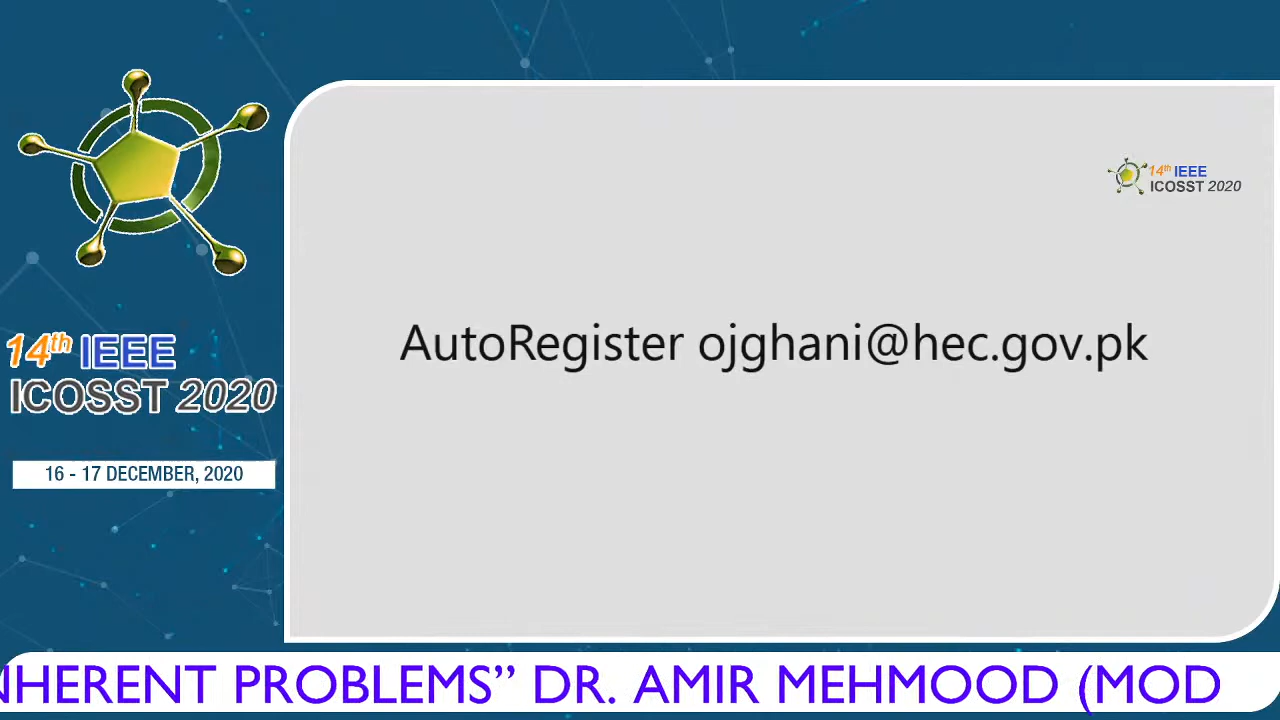 14th IEEE
ICOSST 2020
16 - 17 DECEMBER, 2020
14th IEEE
ICOSST 2020
AutoRegister ojghani@hec.gov.pk
NHERENT PROBLEMS” DR. AMIR MEHMOOD (MOD